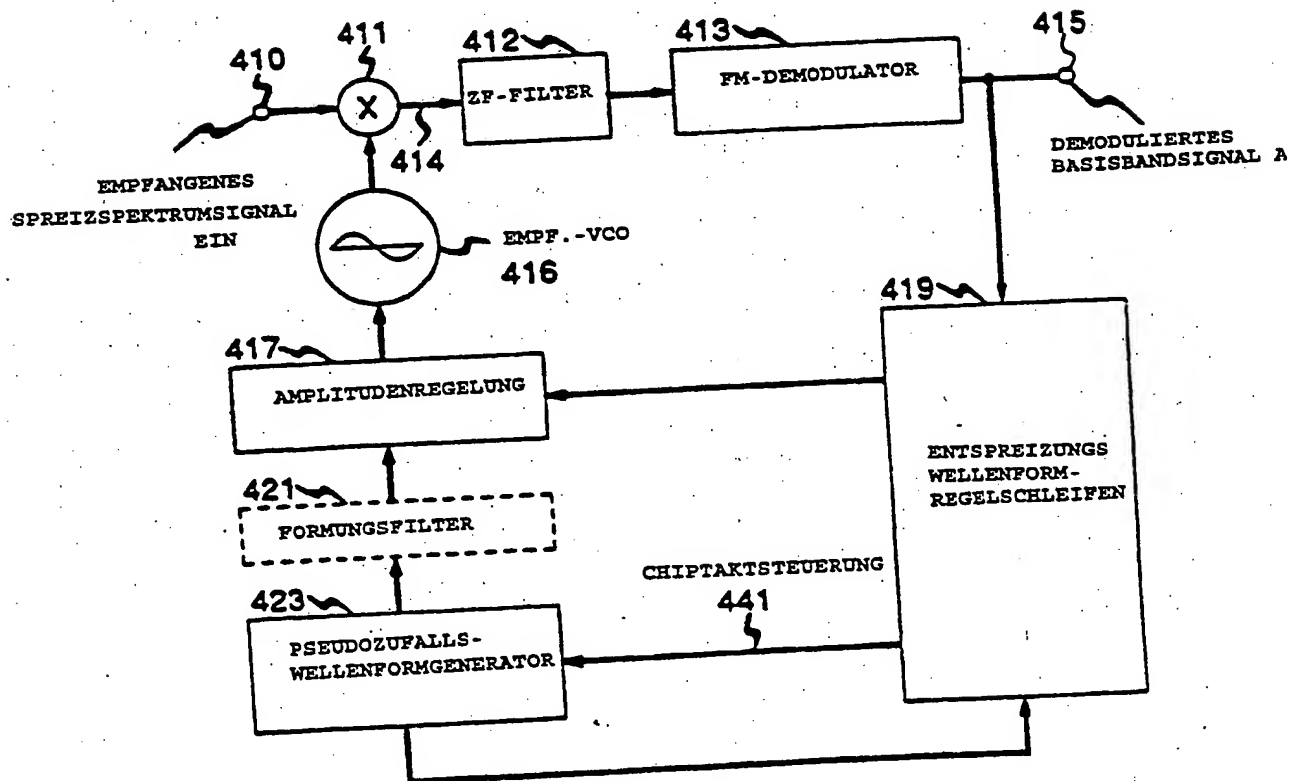 410
411
412
413
415
ZF-FILTER
FM-DEMODULATOR
414
DEMODULIERTES
BASISBANDSIGNAL A
EMPFANGENES
SPREIZSPEKTRUMSIGNAL
EIN
EMPF.-VCO
416
417
419
AMPLITUDENREGELUNG
ENTSPREIZUNGS
WELLENFORM-
REGELSCHLEIFEN
421
FORMUNGSFILTER
CHIPTAKTSTEUERUNG
441
423
PSEUDOZUFALLS-
WELLENFORMGENERATOR